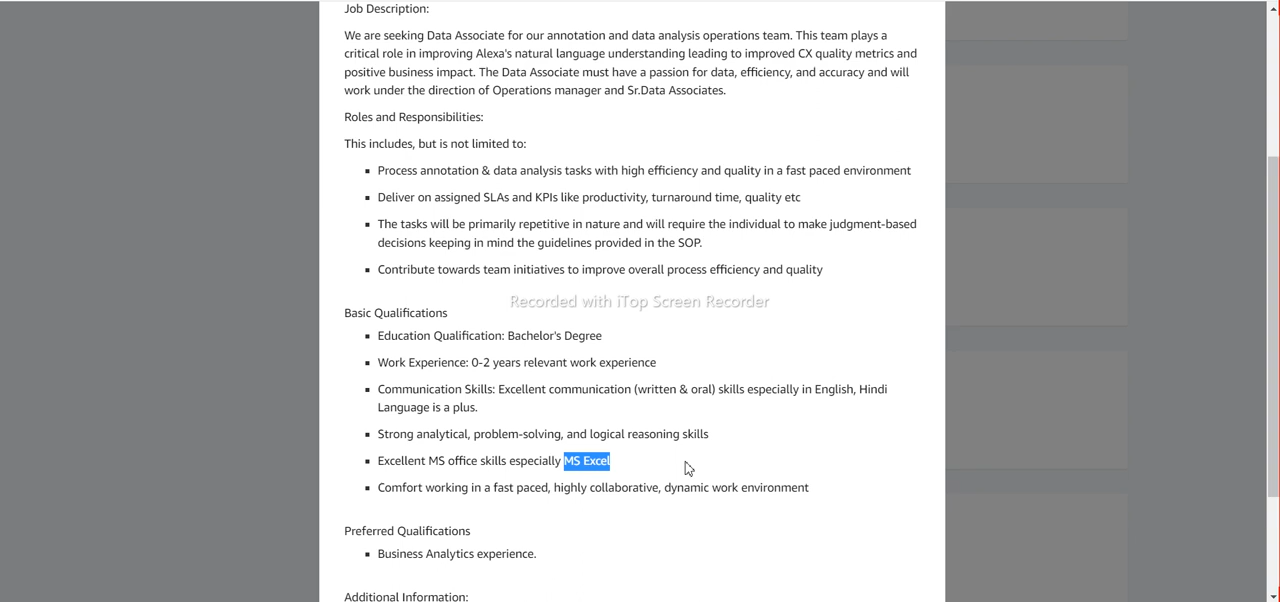 Job Description:
We are seeking Data Associate for our annotation and data analysis operations team. This team plays a
critical role in improving Alexa's natural language understanding leading to improved CX quality metrics and
positive business impact. The Data Associate must have a passion for data, efficiency, and accuracy and will
work under the direction of Operations manager and Sr.Data Associates.
Roles and Responsibilities:
This includes, but is not limited to:
▪ Process annotation & data analysis tasks with high efficiency and quality in a fast paced environment
▪ Deliver on assigned SLAs and KPIs like productivity, turnaround time, quality etc
▪ The tasks will be primarily repetitive in nature and will require the individual to make judgment-based
decisions keeping in mind the guidelines provided in the SOP.
▪ Contribute towards team initiatives to improve overall process efficiency and quality
Recorded with iTop Screen Recorder
Basic Qualifications
▪ Education Qualification: Bachelor's Degree
▪ Work Experience: 0-2 years relevant work experience
▪ Communication Skills: Excellent communication (written & oral) skills especially in English, Hindi
Language is a plus.
▪ Strong analytical, problem-solving, and logical reasoning skills
▪ Excellent MS office skills especially MS Excel
▪ Comfort working in a fast paced, highly collaborative, dynamic work environment
Preferred Qualifications
▪ Business Analytics experience.
Additional Information: